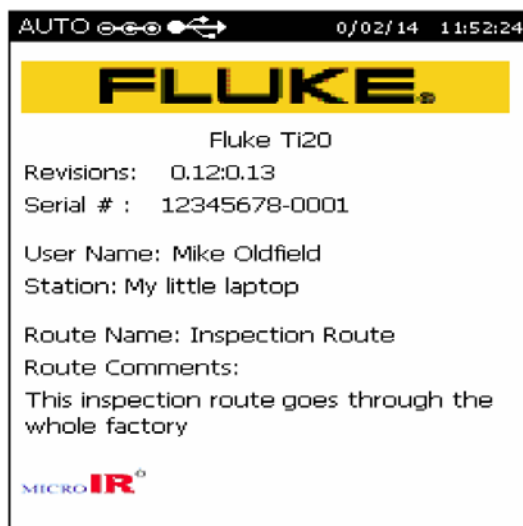 AUTO 0/02/14 11:52:24
FLUKE®
Fluke Ti20
Revisions: 0.12:0.13
Serial # : 12345678-0001
User Name: Mike Oldfield
Station: My little laptop
Route Name: Inspection Route
Route Comments:
This inspection route goes through the
whole factory
MICRO IR®